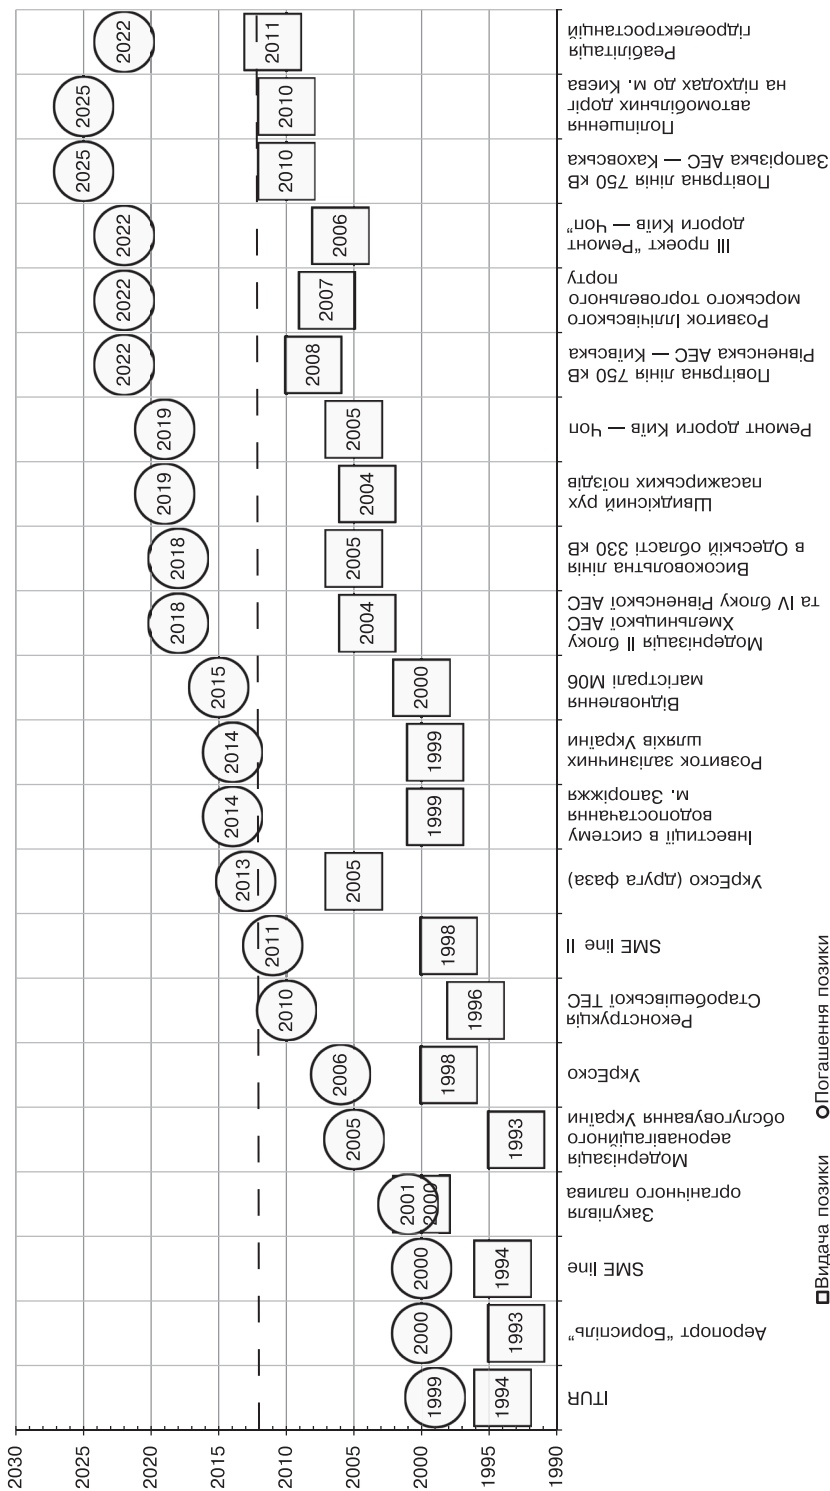 2030
2025
2020
2015
2010
2005
2000
1995
1990
1999
1994
ITUR
2000
1993
Аеропорт "Бориспіль"
2000
1994
SME line
2001
2000
Закупівля
органічного палива
2005
1993
Модернізація
аеронавігаційного
обслуговування України
2006
1998
УкрЕско
2010
1996
Реконструкція
Старобешівської ТЕС
2011
1998
SME line II
2013
2005
УкрЕско (друга фаза)
2014
1999
Інвестиції в систему
водопостачання
м. Запоріжжя
2014
1999
Розвиток залізничних
шляхів України
2015
2000
Відновлення
магістралі М06
2018
2004
Модернізація II блоку
Хмельницької АЕС
та IV блоку Рівненської АЕС
2018
2005
Високовольтна лінія
в Одеській області 330 кВ
2019
2004
Швидкісний рух
пасажирських поїздів
2019
2005
Ремонт дороги Київ — Чоп
2022
2008
Повітряна лінія 750 кВ
Рівненська АЕС — Київська
2022
2007
Розвиток Іллічівського
морського торговельного
порту
2022
2006
III проект "Ремонт
дороги Київ — Чоп"
2025
2010
Повітряна лінія 750 кВ
Запорізька АЕС — Каховська
2025
2010
Поліпшення
автомобільних доріг
на підходах до м. Києва
2022
2011
Реабілітація
гідроелектростанцій
Видача позики
Погашення позики